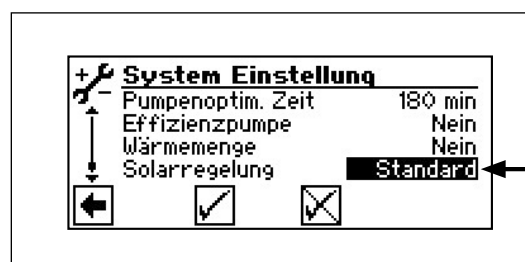 System Einstellung
Pumpenoptim. Zeit 180 min
Effizienzpumpe Nein
Wärmemenge Nein
Solarregelung Standard